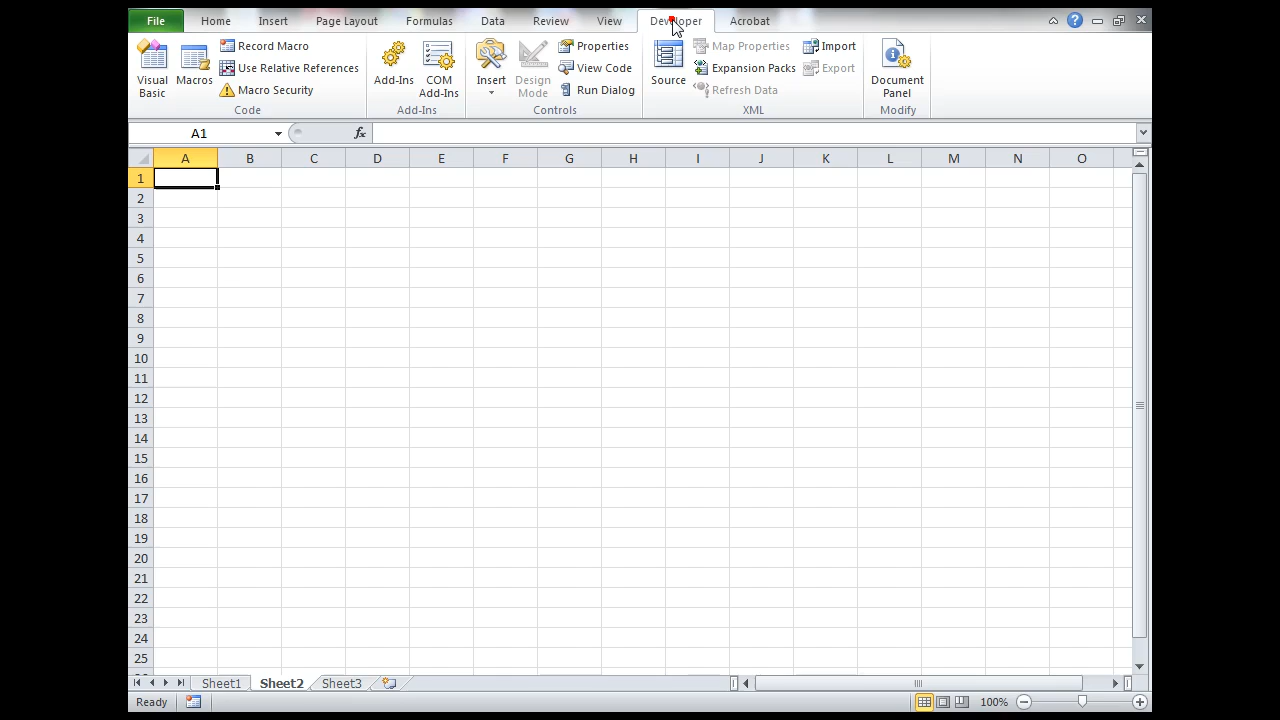 File Home Insert Page Layout Formulas Data Review View Developer Acrobat
Visual Basic
Macros
Record Macro
Use Relative References
Macro Security
Code
Add-Ins
COM Add-Ins
Add-Ins
Insert
Design Mode
Properties
View Code
Run Dialog
Controls
Source
Map Properties
Expansion Packs
Refresh Data
Import
Export
XML
Document Panel
Modify
A1
fx
A B C D E F G H I J K L M N O
1
2
3
4
5
6
7
8
9
10
11
12
13
14
15
16
17
18
19
20
21
22
23
24
25
Sheet1 Sheet2 Sheet3
Ready 100%